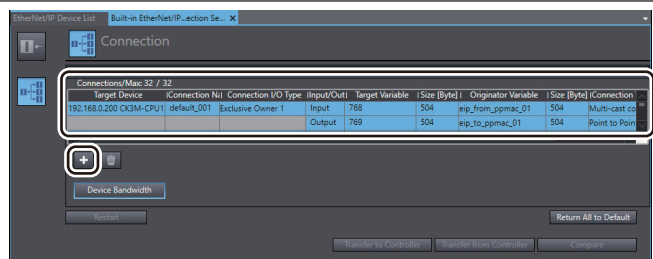 EtherNet/IP Device List Built-in EtherNet/IP...ection Se... X
Connection
Connections/Max: 32 / 32
Target Device |Connection Na| Connection I/O Type |Input/Out| Target Variable | Size [Byte] | Originator Variable | Size [Byte] |Connection
192.168.0.200 CK3M-CPU1 default_001 Exclusive Owner 1 Input 768 504 eip_from_ppmac_01 504 Multi-cast co
Output 769 504 eip_to_ppmac_01 504 Point to Poin
+
Device Bandwidth
Restart Return All to Default
Transfer to Controller Transfer from Controller Compare